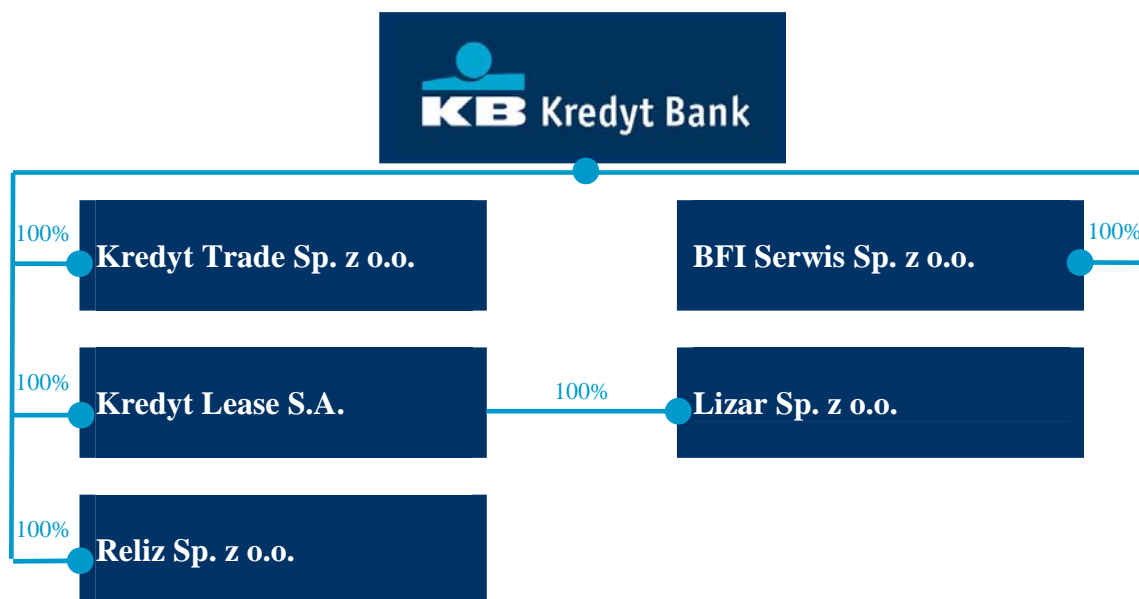 KB Kredyt Bank
100%
Kredyt Trade Sp. z o.o.
BFI Serwis Sp. z o.o.
100%
100%
Kredyt Lease S.A.
100%
Lizar Sp. z o.o.
100%
Reliz Sp. z o.o.